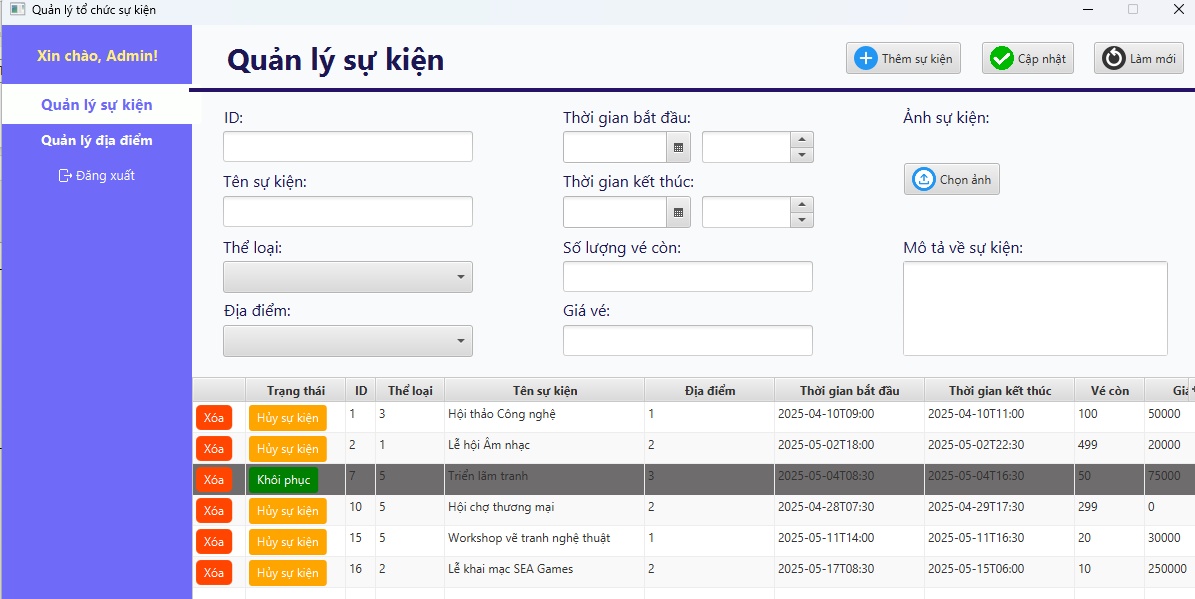 Quản lý tổ chức sự kiện
Xin chào, Admin!
Quản lý sự kiện
Quản lý địa điểm
Đăng xuất
Quản lý sự kiện
Thêm sự kiện
Cập nhật
Làm mới
ID:
Thời gian bắt đầu:
Ảnh sự kiện:
Tên sự kiện:
Thời gian kết thúc:
Chọn ảnh
Thể loại:
Số lượng vé còn:
Mô tả về sự kiện:
Địa điểm:
Giá vé:
Trạng thái ID Thể loại Tên sự kiện Địa điểm Thời gian bắt đầu Thời gian kết thúc Vé còn
Xóa Hủy sự kiện 1 3 Hội thảo Công nghệ 1 2025-04-10T09:00 2025-04-10T11:00 100 50000
Xóa Hủy sự kiện 2 1 Lễ hội Âm nhạc 2 2025-05-02T18:00 2025-05-02T22:30 499 20000
Xóa Khôi phục 7 5 Triển lãm tranh 3 2025-05-04T08:30 2025-05-04T16:30 50 75000
Xóa Hủy sự kiện 10 5 Hội chợ thương mại 2 2025-04-28T07:30 2025-04-29T17:30 299 0
Xóa Hủy sự kiện 15 5 Workshop vẽ tranh nghệ thuật 1 2025-05-11T14:00 2025-05-11T16:30 20 30000
Xóa Hủy sự kiện 16 2 Lễ khai mạc SEA Games 2 2025-05-17T08:30 2025-05-15T06:00 10 250000